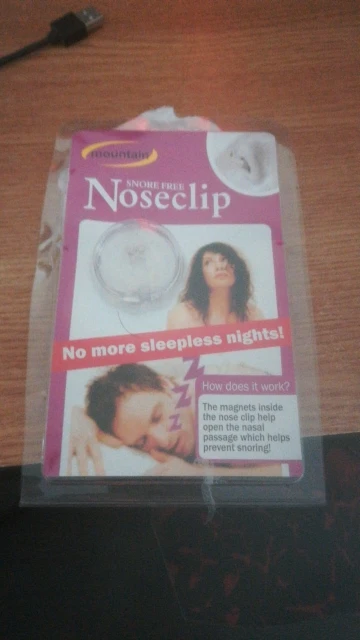 mountain
SNORE FREE
Noseclip
No more sleepless nights!
Z
Z
Z
How does it work?
The magnets inside
the nose clip help
open the nasal
passage which helps
prevent snoring!